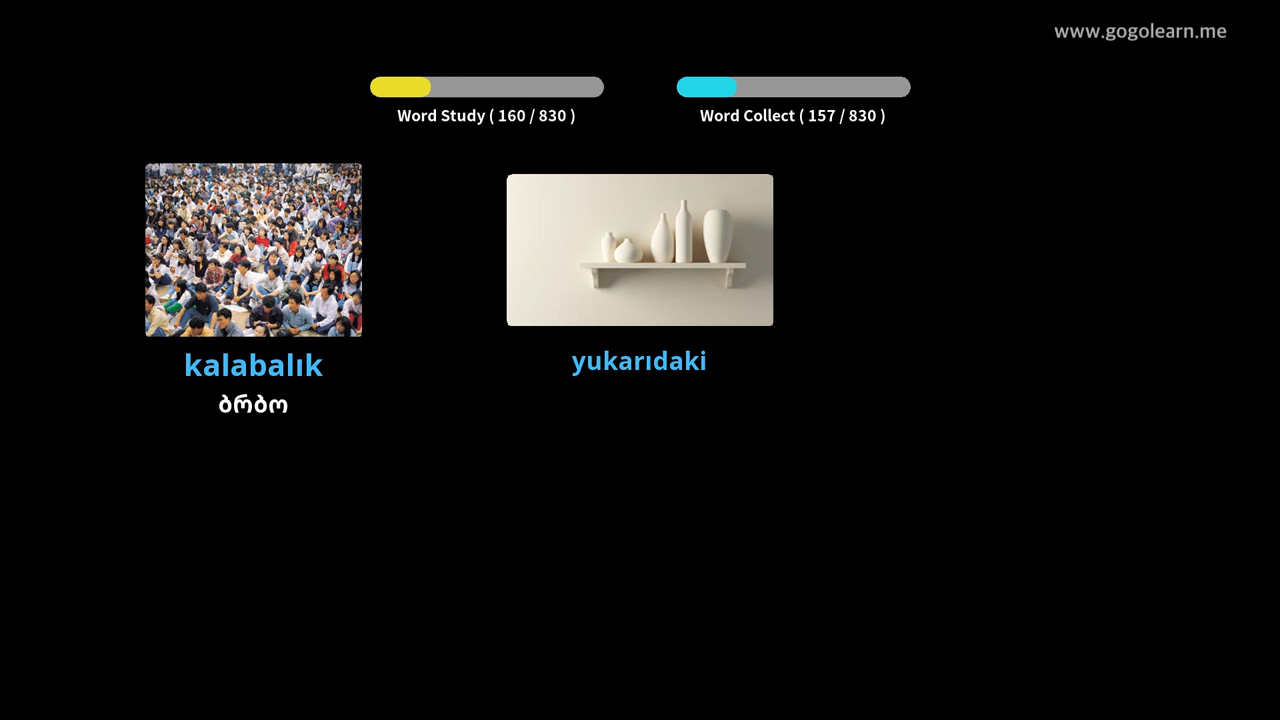 www.gogolearn.me
Word Study ( 160 / 830 )
Word Collect ( 157 / 830 )
kalabalık
ბრბო
yukarıdaki